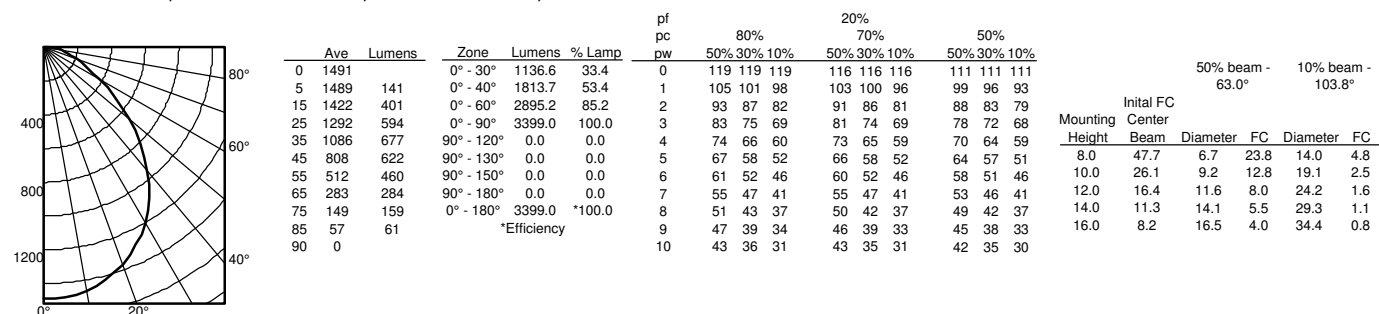 400
800
1200
0°
20°
40°
60°
80°
Ave Lumens
0 1491
5 1489 141
15 1422 401
25 1292 594
35 1086 677
45 808 622
55 512 460
65 283 284
75 149 159
85 57 61
90 0
Zone Lumens % Lamp
0° - 30° 1136.6 33.4
0° - 40° 1813.7 53.4
0° - 60° 2895.2 85.2
0° - 90° 3399.0 100.0
90° - 120° 0.0 0.0
90° - 130° 0.0 0.0
90° - 150° 0.0 0.0
90° - 180° 0.0 0.0
0° - 180° 3399.0 *100.0
*Efficiency
pf 20%
pc 80% 70% 50%
pw 50% 30% 10% 50% 30% 10% 50% 30% 10%
0 119 119 119 116 116 116 111 111 111
1 105 101 98 103 100 96 99 96 93
2 93 87 82 91 86 81 88 83 79
3 83 75 69 81 74 69 78 72 68
4 74 66 60 73 65 59 70 64 59
5 67 58 52 66 58 52 64 57 51
6 61 52 46 60 52 46 58 51 46
7 55 47 41 55 47 41 53 46 41
8 51 43 37 50 42 37 49 42 37
9 47 39 34 46 39 33 45 38 33
10 43 36 31 43 35 31 42 35 30
50% beam - 10% beam -
63.0° 103.8°
Inital FC
Mounting Center
Height Beam Diameter FC Diameter FC
8.0 47.7 6.7 23.8 14.0 4.8
10.0 26.1 9.2 12.8 19.1 2.5
12.0 16.4 11.6 8.0 24.2 1.6
14.0 11.3 14.1 5.5 29.3 1.1
16.0 8.2 16.5 4.0 34.4 0.8